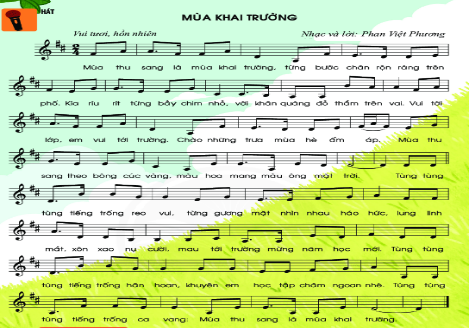 HÁT
MÙA KHAI TRƯỜNG
Vui tươi, hồn nhiên
Nhạc và lời: Phan Việt Phương
Mùa thu sang là mùa khai trường, từng bước chân rộn ràng trên
phố. Kìa ríu rít từng bầy chim nhỏ, với khăn quàng đỏ thắm trên vai. Vui tới
lớp, em vui tới trường. Chào những trưa mùa hè ấm áp. Mùa thu
sang theo bông cúc vàng, màu hoa mang màu ông mặt trời. Tùng tùng
tùng tiếng trống reo vui, từng gương mặt nhìn nhau háo hức, lung linh
mắt, xôn xao nụ cười, mau tới trường mừng năm học mới. Tùng tùng
tùng tiếng trống hân hoan, khuyên em học tập chăm ngoan nhé. Tùng tùng
tùng tiếng trống ca vang: Mùa thu sang là mùa khai trường.